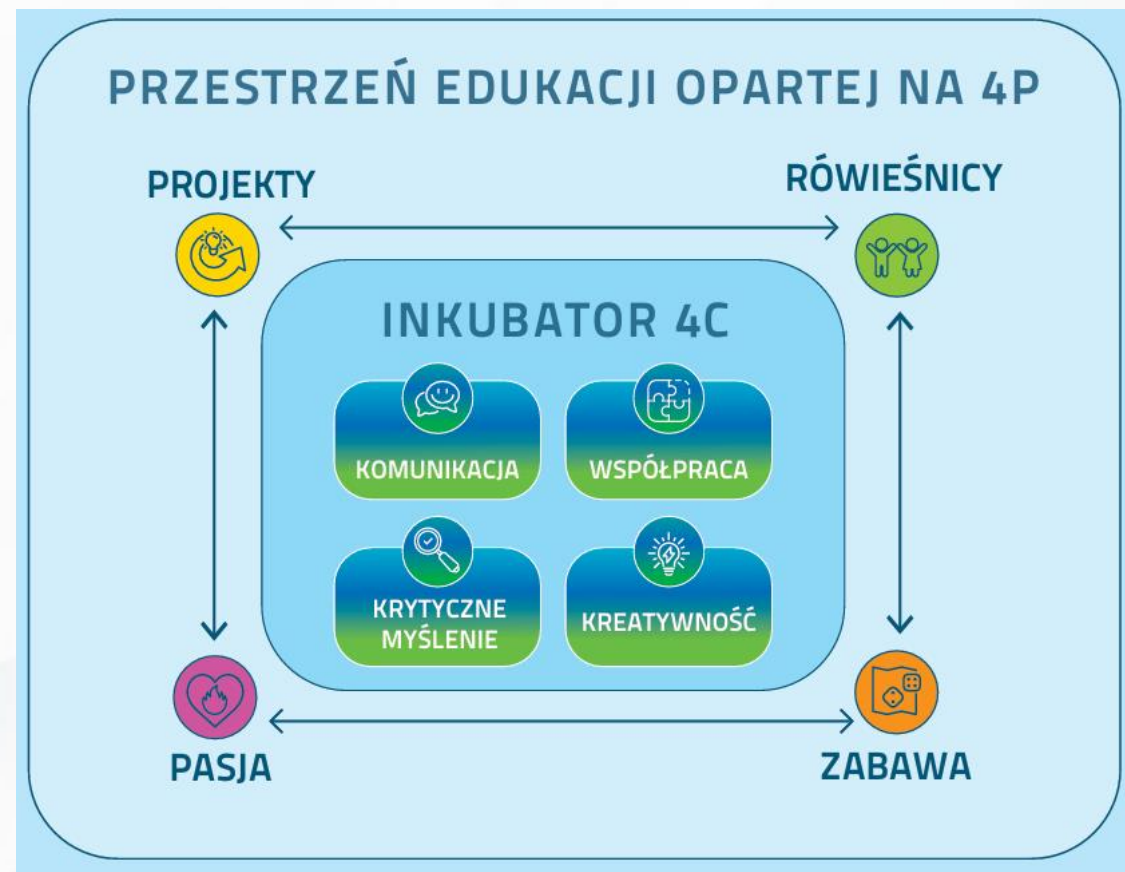 PRZESTRZEŃ EDUKACJI OPARTEJ NA 4P
PROJEKTY
RÓWIEŚNICY
INKUBATOR 4C
KOMUNIKACJA
WSPÓŁPRACA
KRYTYCZNE
MYŚLENIE
KREATYWNOŚĆ
PASJA
ZABAWA